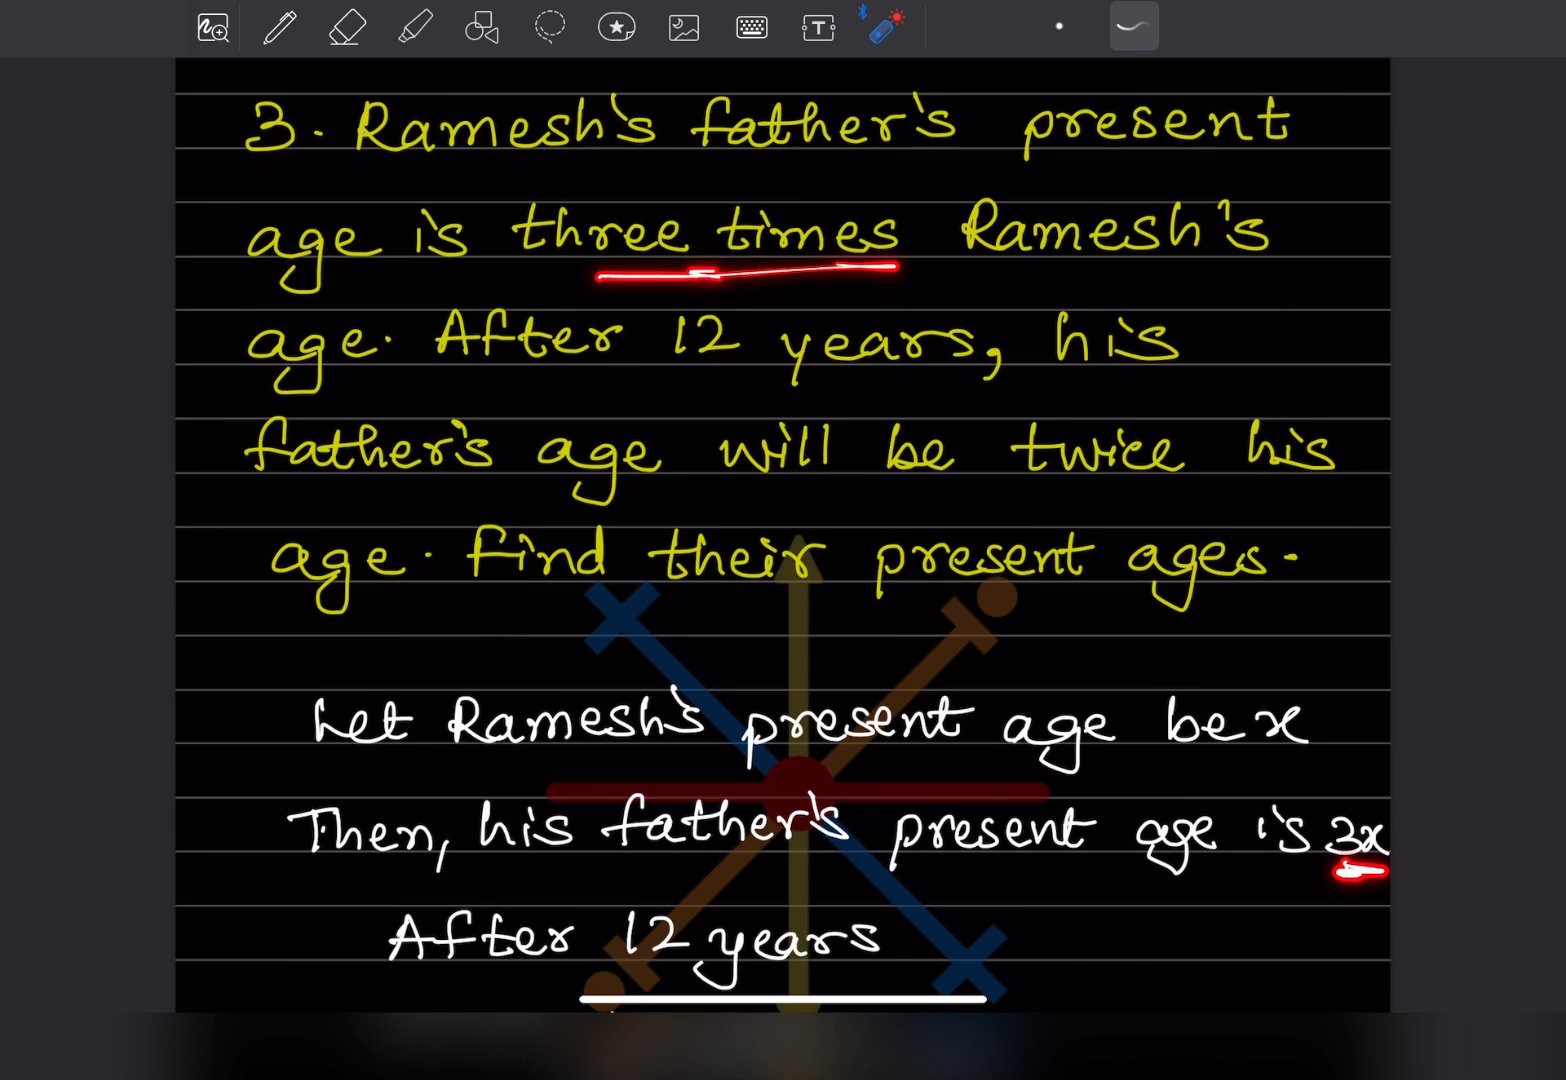 3. Ramesh's father's present
age is three times Ramesh's
age. After 12 years, his
father's age will be twice his
age. Find their present ages.
Let Ramesh's present age be x
Then, his father's present age is 3x
After 12 years